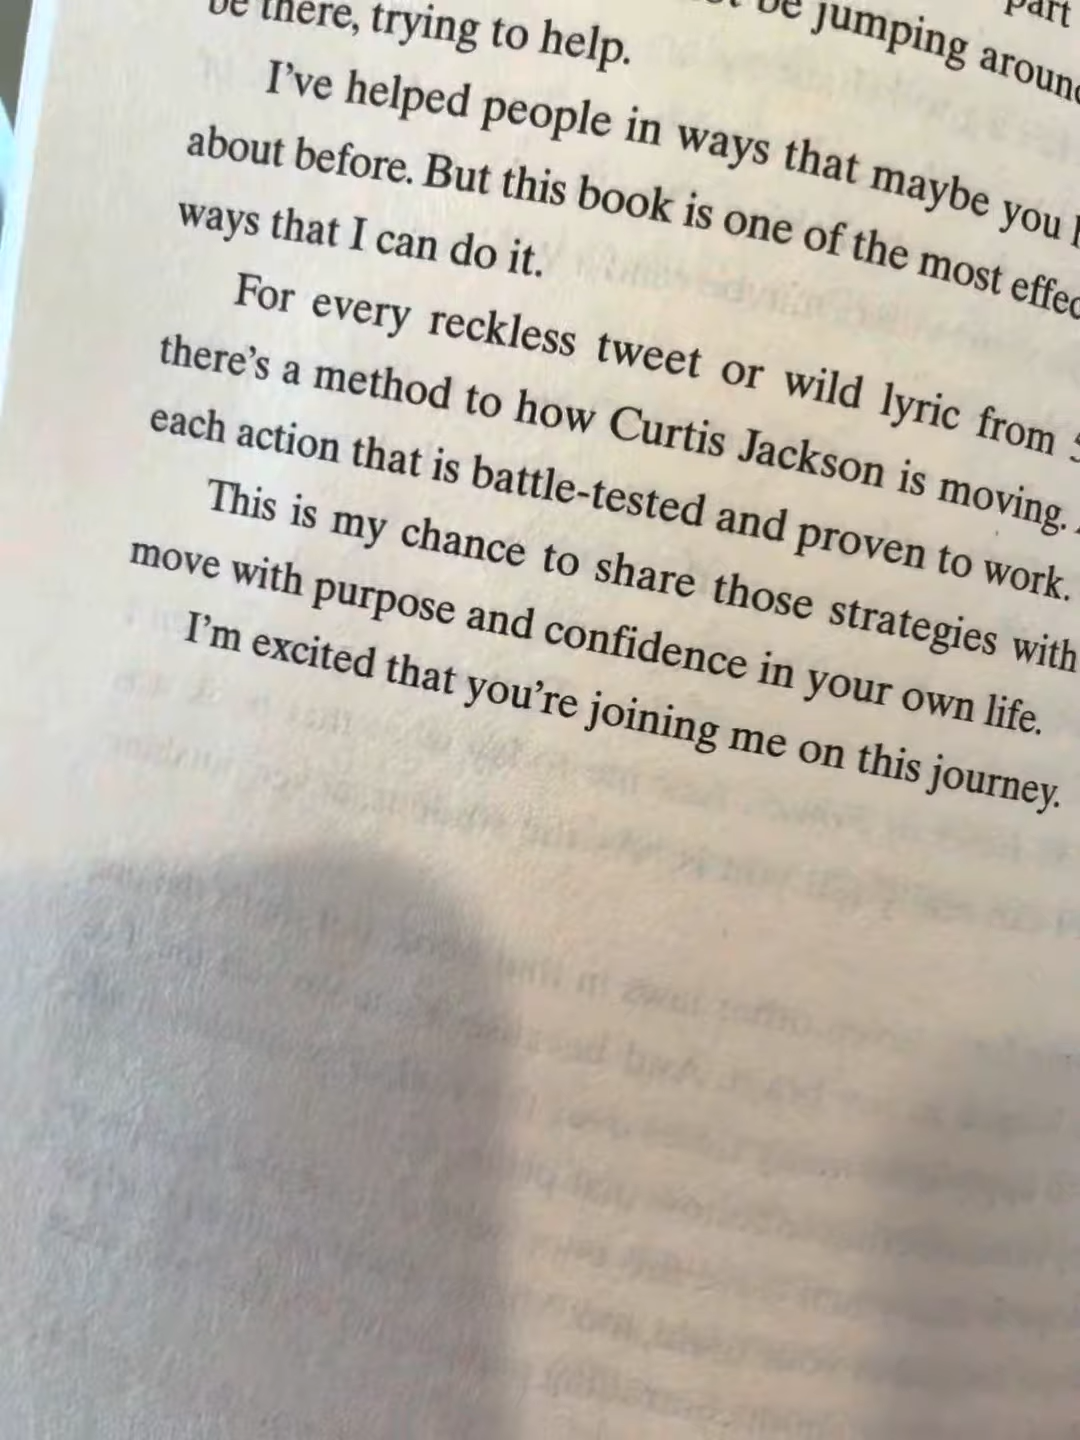 part
be jumping
be there, trying to help.
I've helped people in ways that maybe you
about before. But this book is one of the most
ways that I can do it.
For every reckless tweet or wild lyric from
there's a method to how Curtis Jackson is moving.
each action that is battle-tested and proven to work.
This is my chance to share those strategies with
move with purpose and confidence in your own life.
I'm excited that you're joining me on this journey.